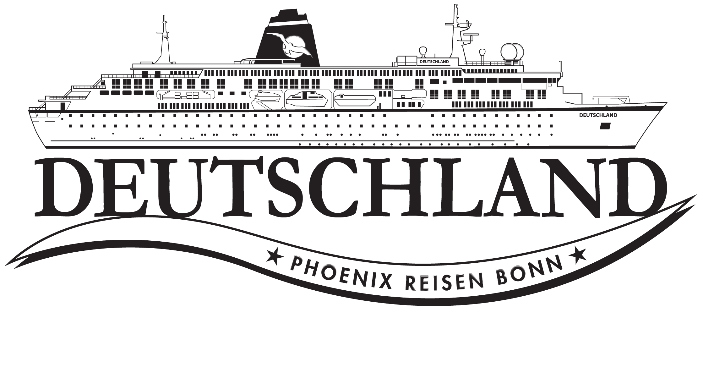 DEUTSCHLAND
DEUTSCHLAND
DEUTSCHLAND
★ PHOENIX REISEN BONN ★